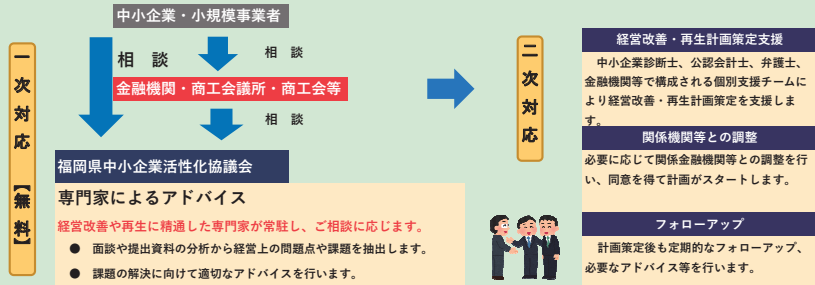 一次対応【無料】
中小企業・小規模事業者
相 談
相 談
金融機関・商工会議所・商工会等
相 談
福岡県中小企業活性化協議会
専門家によるアドバイス
経営改善や再生に精通した専門家が常駐し、ご相談に応じます。
● 面談や提出資料の分析から経営上の問題点や課題を抽出します。
● 課題の解決に向けて適切なアドバイスを行います。
二次対応
経営改善・再生計画策定支援
中小企業診断士、公認会計士、弁護士、
金融機関等で構成される個別支援チームに
より経営改善・再生計画策定を支援しま
す。
関係機関等との調整
必要に応じて関係金融機関等との調整を行
い、同意を得て計画がスタートします。
フォローアップ
計画策定後も定期的なフォローアップ、
必要なアドバイス等を行います。